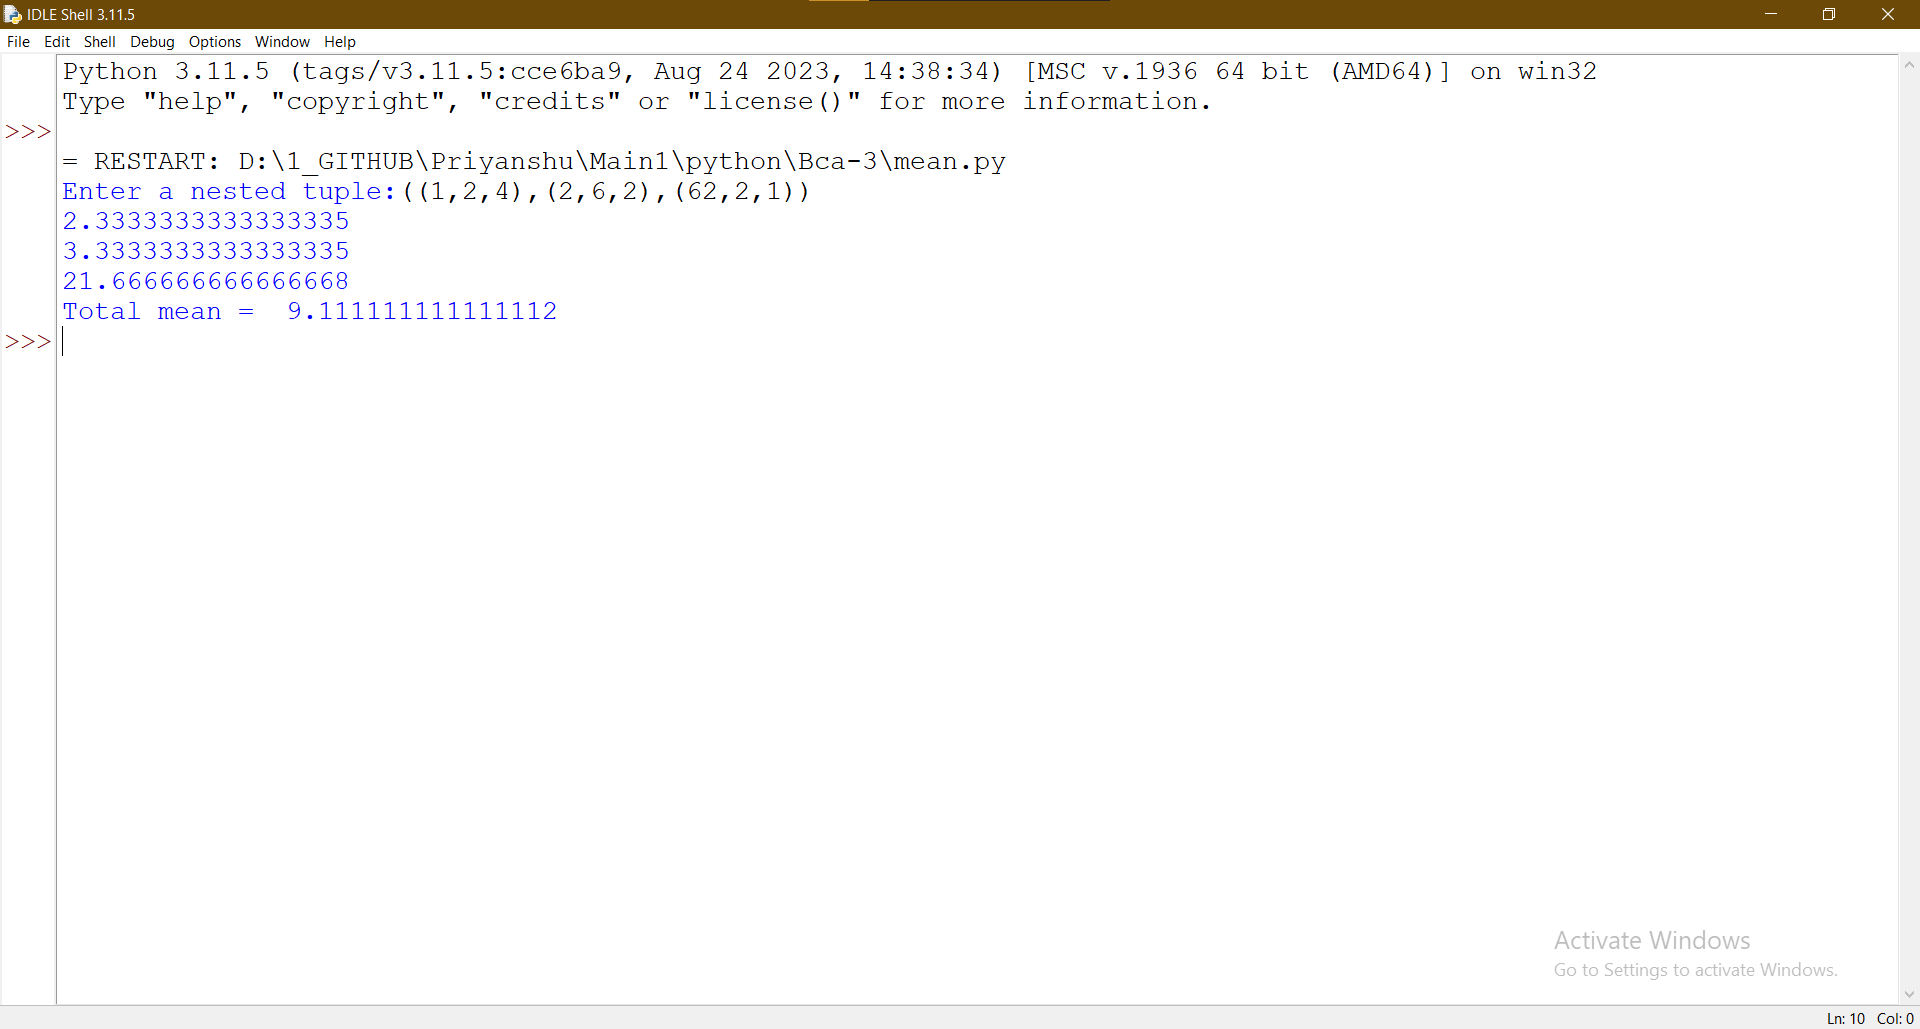 IDLE Shell 3.11.5
File Edit Shell Debug Options Window Help
Python 3.11.5 (tags/v3.11.5:cce6ba9, Aug 24 2023, 14:38:34) [MSC v.1936 64 bit (AMD64)] on win32
Type "help", "copyright", "credits" or "license()" for more information.
>>>
= RESTART: D:\1_GITHUB\Priyanshu\Main1\python\Bca-3\mean.py
Enter a nested tuple:((1,2,4),(2,6,2),(62,2,1))
2.3333333333333335
3.3333333333333335
21.666666666666668
Total mean =  9.111111111111112
>>>
Activate Windows
Go to Settings to activate Windows.
Ln: 10 Col: 0